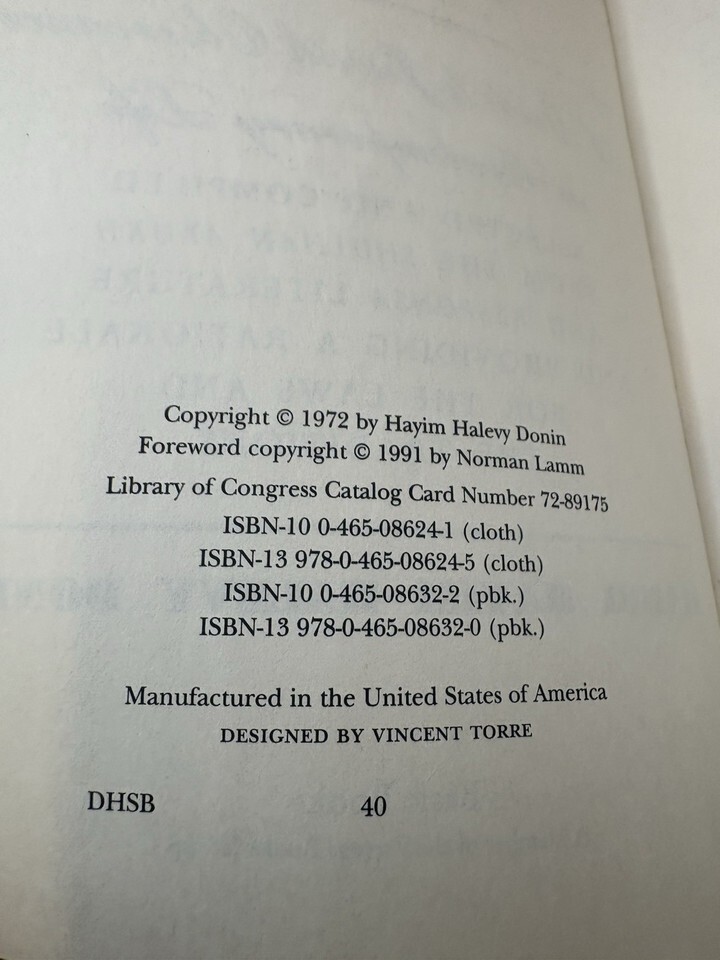 Copyright © 1972 by Hayim Halevy Donin
Foreword copyright © 1991 by Norman Lamm
Library of Congress Catalog Card Number 72-89175
ISBN-10 0-465-08624-1 (cloth)
ISBN-13 978-0-465-08624-5 (cloth)
ISBN-10 0-465-08632-2 (pbk.)
ISBN-13 978-0-465-08632-0 (pbk.)
Manufactured in the United States of America
DESIGNED BY VINCENT TORRE
DHSB 40